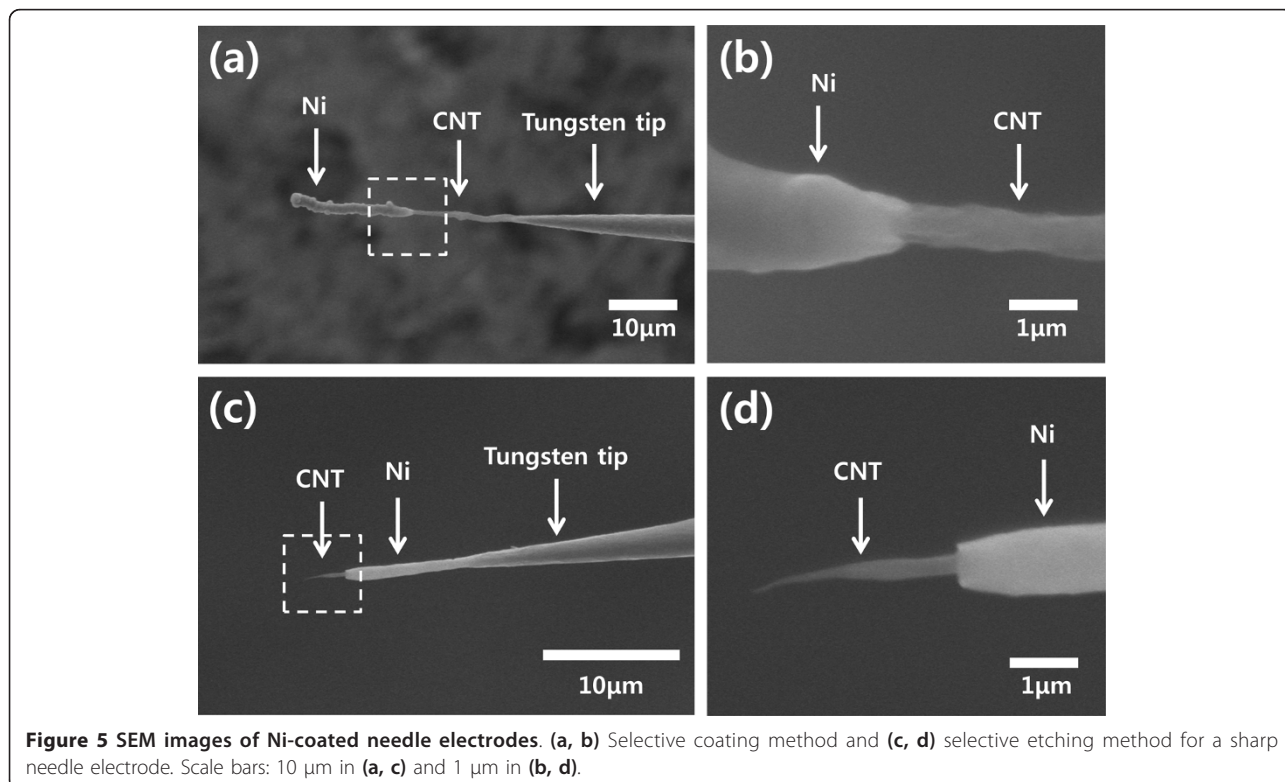 (a)
Ni
CNT
Tungsten tip
10μm
(b)
Ni
CNT
1μm
(c)
CNT
Ni
Tungsten tip
10μm
(d)
CNT
Ni
1μm
Figure 5 SEM images of Ni-coated needle electrodes. (a, b) Selective coating method and (c, d) selective etching method for a sharp
needle electrode. Scale bars: 10 μm in (a, c) and 1 μm in (b, d).